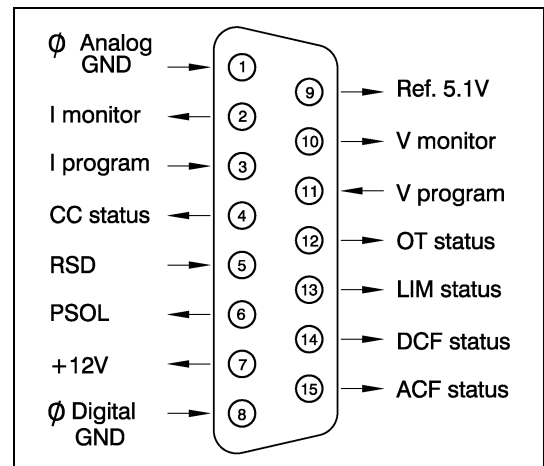 Ø Analog
GND
1
I monitor
2
I program
3
CC status
4
RSD
5
PSOL
6
+12V
7
Ø Digital
GND
8
9
Ref. 5.1V
10
V monitor
11
V program
12
OT status
13
LIM status
14
DCF status
15
ACF status